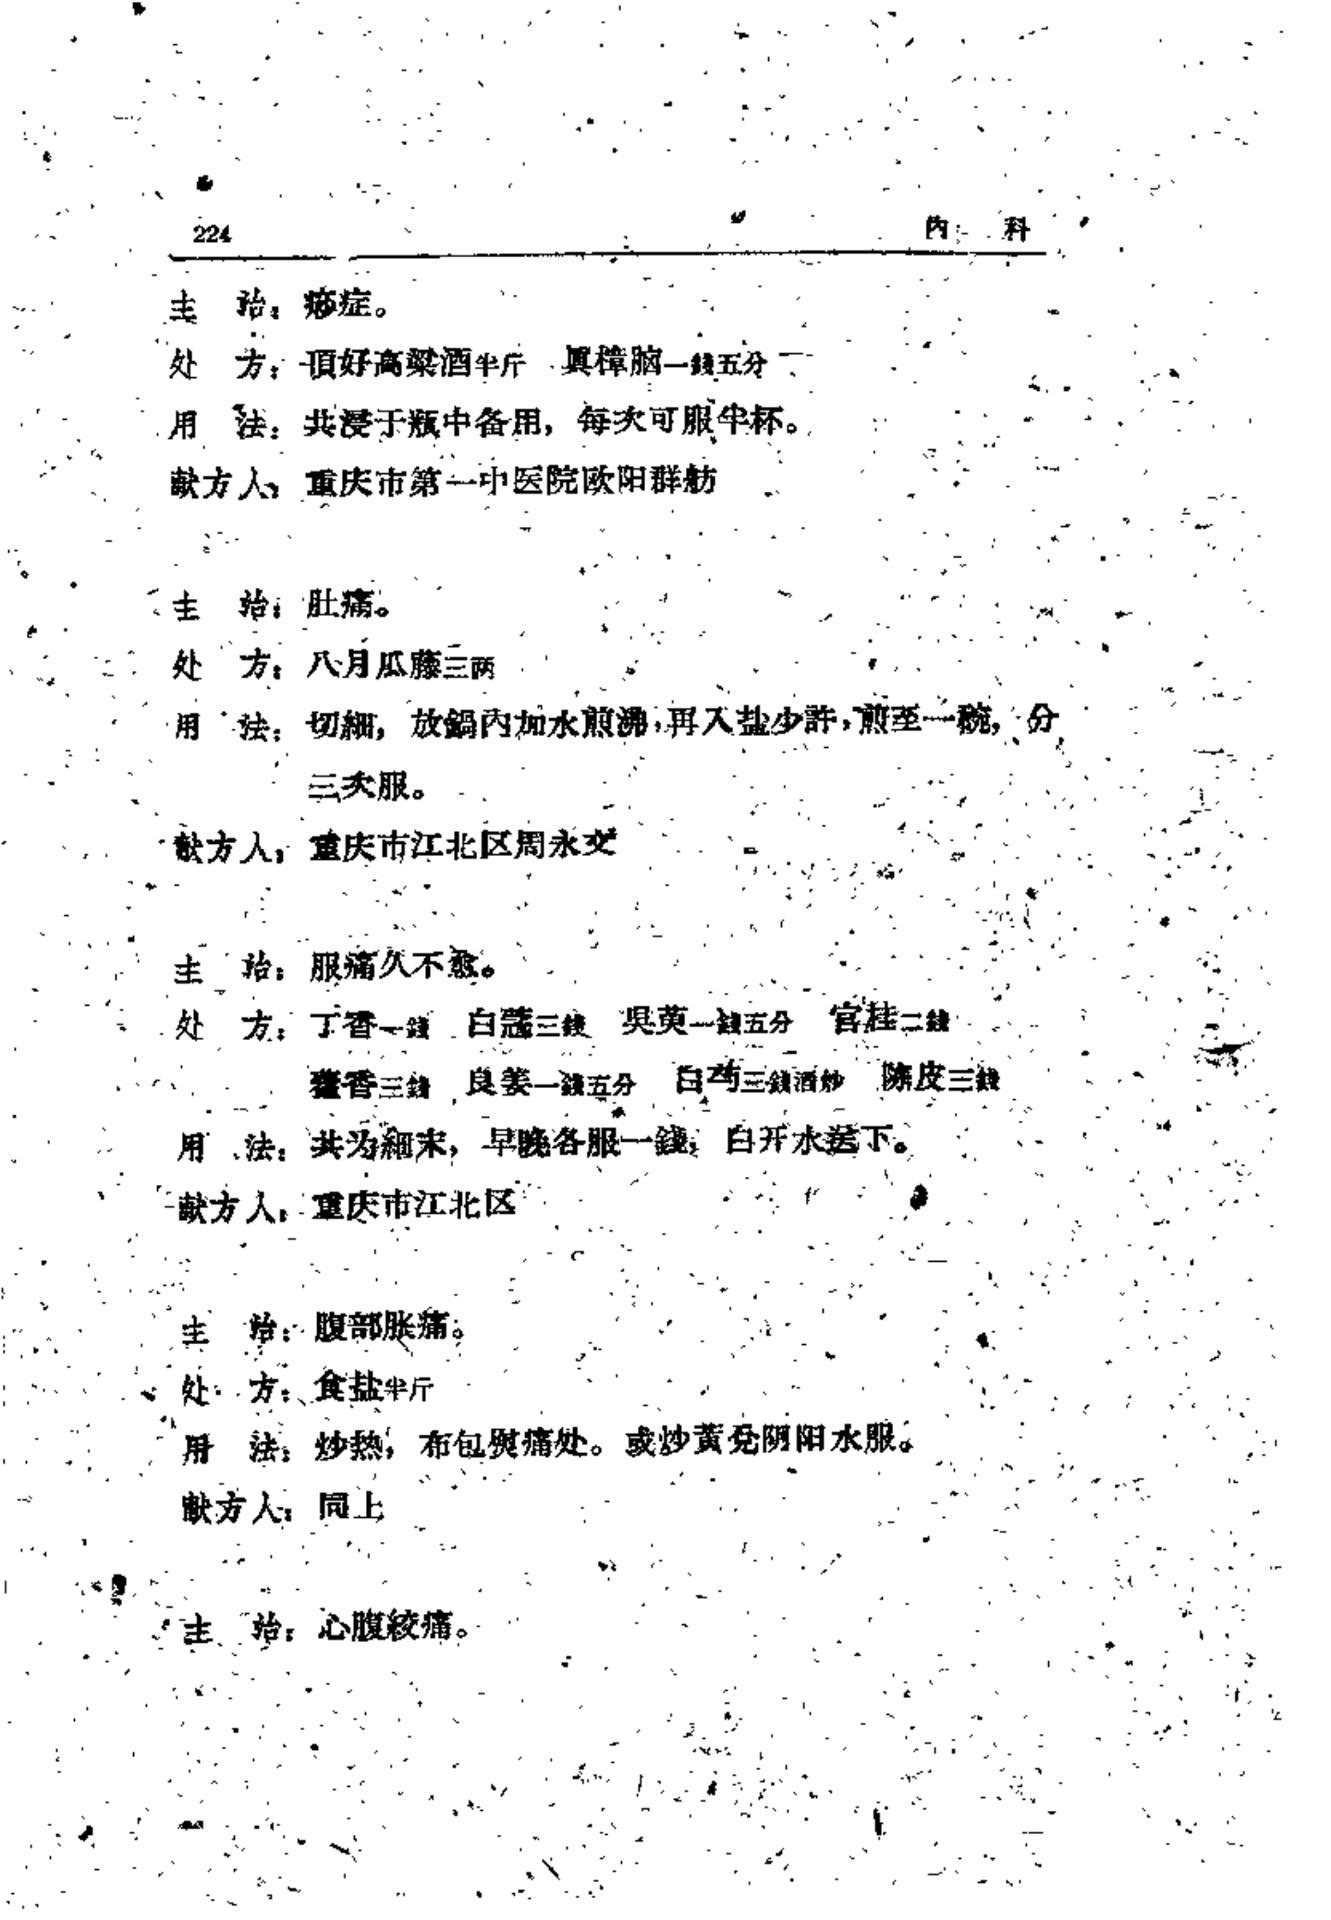 224 內 科
主 治：痧症。
处 方：頂好高粱酒半斤 眞樟脑一錢五分
用 法：共浸于瓶中备用，每次可服半杯。
献方人：重庆市第一中医院欧阳群舫
主 治：肚痛。
处 方：八月瓜藤三两
用 法：切細，放鍋內加水煎沸，再入盐少許，煎至一碗，分
三次服。
献方人：重庆市江北区周永交
主 治：服痛久不愈。
处 方：丁香一錢 白蔻三錢 吳萸一錢五分 官桂二錢
藿香三錢 良姜一錢五分 白芍三錢酒炒 陈皮三錢
用 法：共为細末，早晚各服一錢，白开水送下。
献方人：重庆市江北区
主 治：腹部胀痛。
处 方：食盐半斤
用 法：炒热，布包熨痛处。或炒黃兌阴阳水服。
献方人：同上
主 治：心腹絞痛。